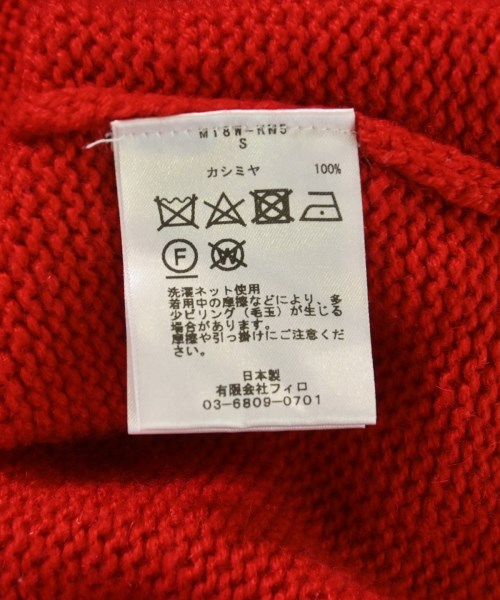 M18W-KN5
S
カシミヤ 100%
F
W
洗濯ネット使用
着用中の摩擦などにより、多
少ピリング（毛玉）が生じる
場合があります。
摩擦や引っ掛けにご注意くだ
さい。
日本製
有限会社フィロ
03-6809-0701